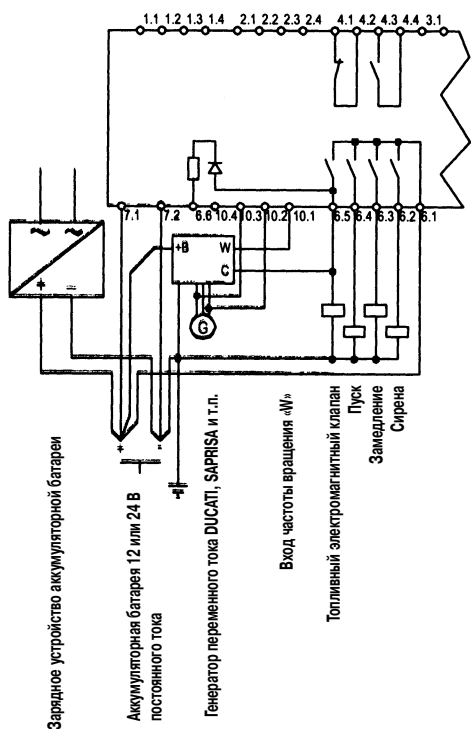 1.1
1.2
1.3
1.4
2.1
2.2
2.3
2.4
4.1
4.2
4.3
4.4
3.1
7.1
7.2
6.6
10.4
10.3
10.2
10.1
6.5
6.4
6.3
6.2
6.1
+B
W
C
G
+
=
+
-
Зарядное устройство аккумуляторной батареи
Аккумуляторная батарея 12 или 24 В
постоянного тока
Генератор переменного тока DUCATI, SAPRISA и т.п.
Вход частоты вращения «W»
Топливный электромагнитный клапан
Пуск
Замедление
Сирена